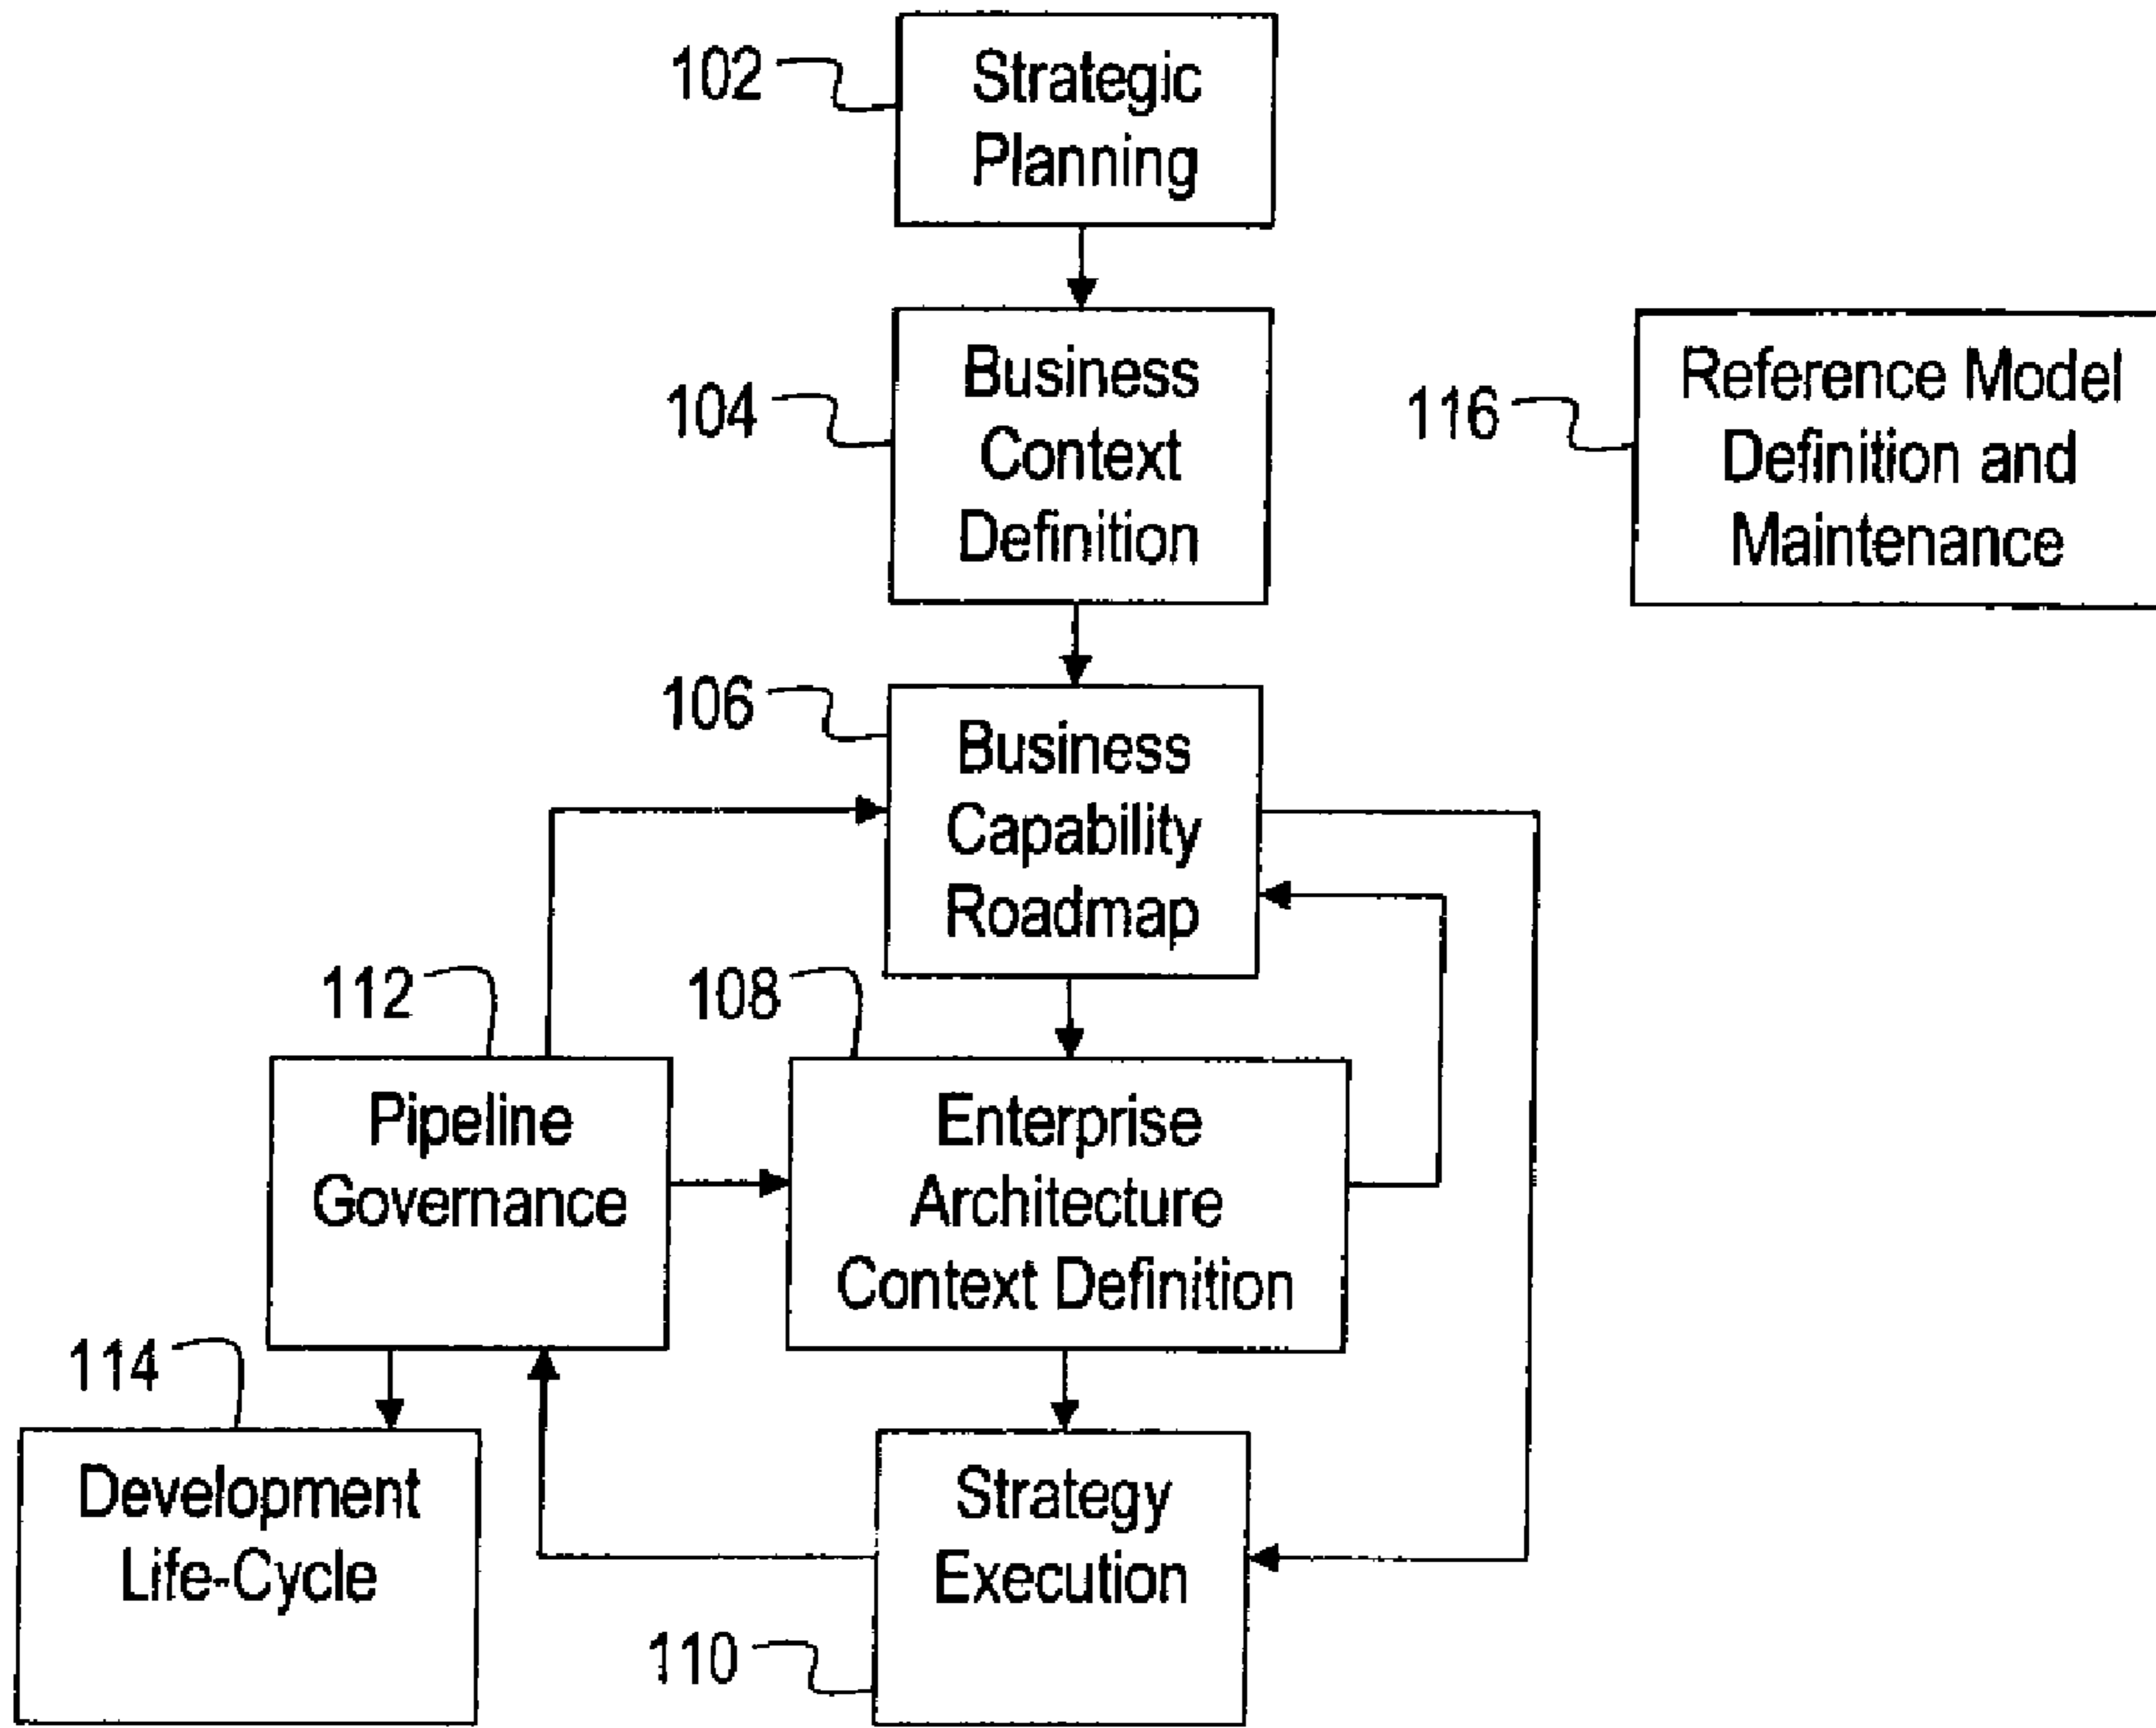 102
Strategic
Planning
104
Business
Context
Definition
116
Reference Model
Definition and
Maintenance
106
Business
Capability
Roadmap
112
Pipeline
Governance
108
Enterprise
Architecture
Context Definition
114
Development
Life-Cycle
110
Strategy
Execution